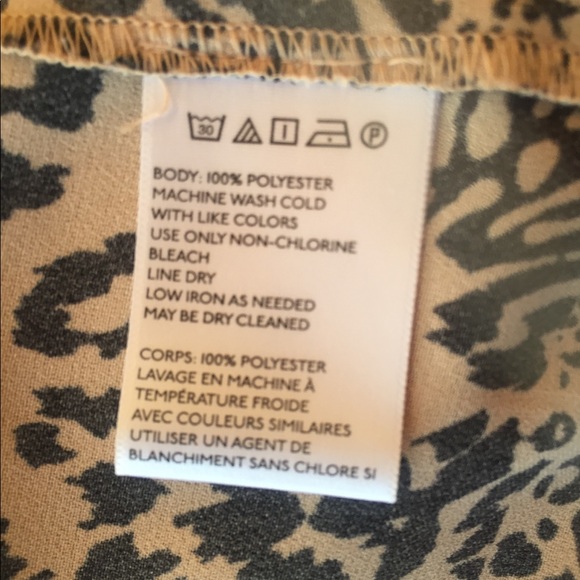 30 I P
BODY: 100% POLYESTER
MACHINE WASH COLD
WITH LIKE COLORS
USE ONLY NON-CHLORINE
BLEACH
LINE DRY
LOW IRON AS NEEDED
MAY BE DRY CLEANED
CORPS: 100% POLYESTER
LAVAGE EN MACHINE À
TEMPÉRATURE FROIDE
AVEC COULEURS SIMILAIRES
UTILISER UN AGENT DE
BLANCHIMENT SANS CHLORE SI